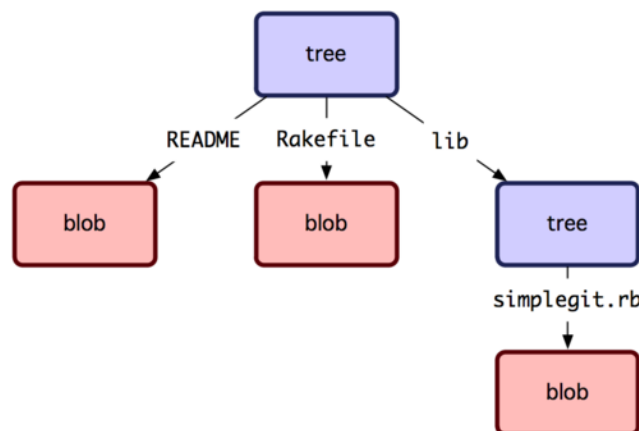 tree
README
Rakefile
lib
blob
blob
tree
simplegit.rb
blob